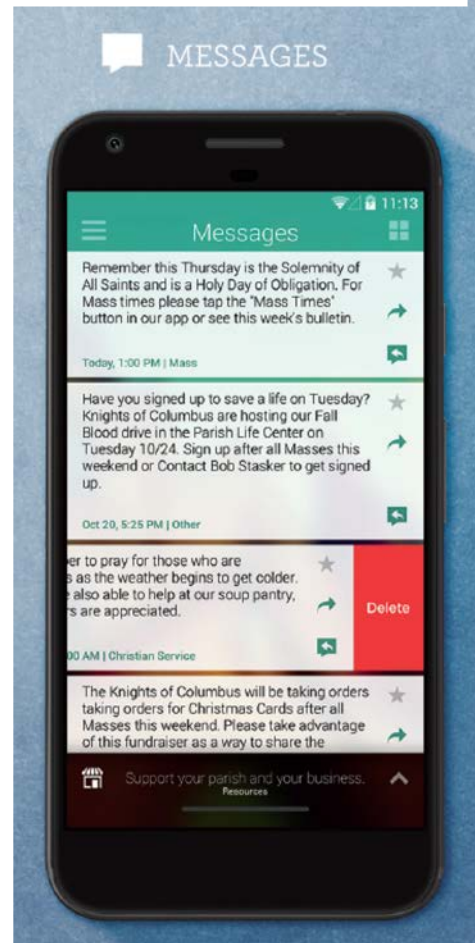 MESSAGES
11:13
Messages
Remember this Thursday is the Solemnity of
All Saints and is a Holy Day of Obligation. For
Mass times please tap the "Mass Times"
button in our app or see this week's bulletin.
Today, 1:00 PM | Mass
Have you signed up to save a life on Tuesday?
Knights of Columbus are hosting our Fall
Blood drive in the Parish Life Center on
Tuesday 10/24. Sign up after all Masses this
weekend or Contact Bob Stasker to get signed
up.
Oct 20, 5:25 PM | Other
er to pray for those who are
s as the weather begins to get colder.
also able to help at our soup pantry,
rs are appreciated.
00 AM | Christian Service
Delete
The Knights of Columbus will be taking orders
taking orders for Christmas Cards after all
Masses this weekend. Please take advantage
of this fundraiser as a way to share the
Support your parish and your business.
Resources